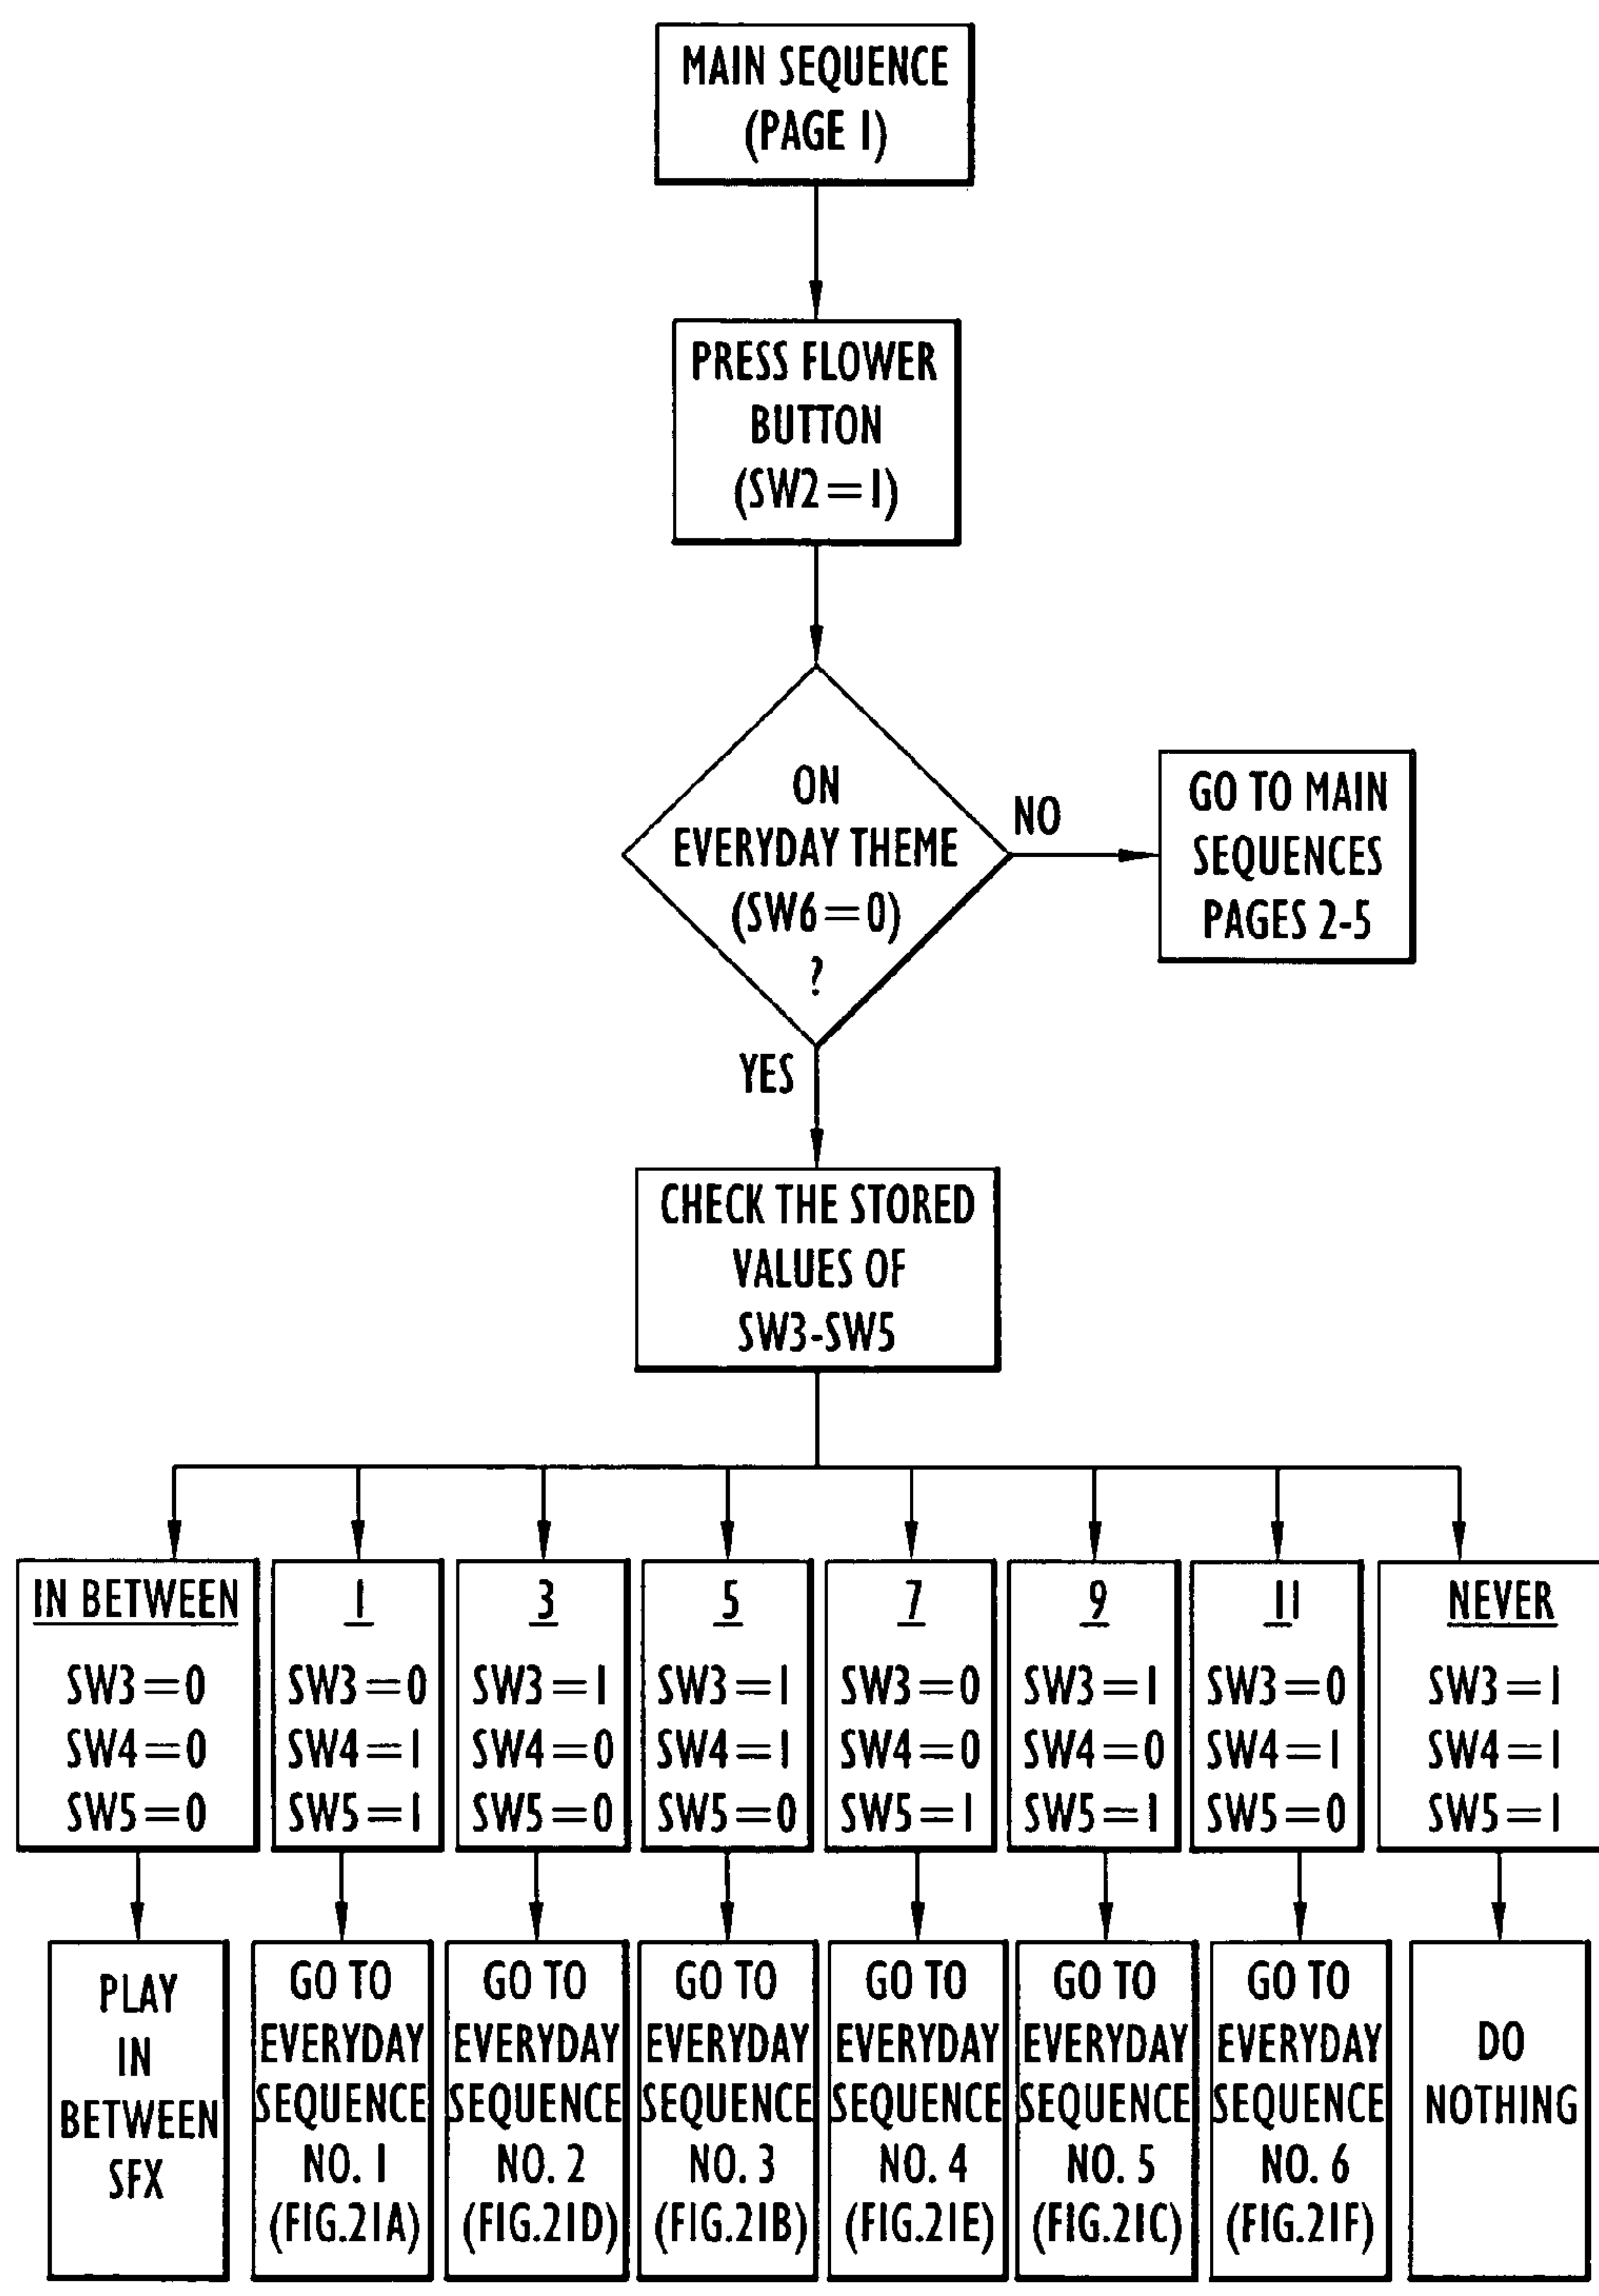 MAIN SEQUENCE
(PAGE 1)
PRESS FLOWER
BUTTON
(SW2=1)
ON
EVERYDAY THEME
(SW6=0)
?
NO
GO TO MAIN
SEQUENCES
PAGES 2-5
YES
CHECK THE STORED
VALUES OF
SW3-SW5
IN BETWEEN
SW3=0
SW4=0
SW5=0
1
SW3=0
SW4=1
SW5=1
3
SW3=1
SW4=0
SW5=0
5
SW3=1
SW4=1
SW5=0
7
SW3=0
SW4=0
SW5=1
9
SW3=1
SW4=0
SW5=1
11
SW3=0
SW4=1
SW5=0
NEVER
SW3=1
SW4=1
SW5=1
PLAY
IN
BETWEEN
SFX
GO TO
EVERYDAY
SEQUENCE
NO. 1
(FIG.21A)
GO TO
EVERYDAY
SEQUENCE
NO. 2
(FIG.21D)
GO TO
EVERYDAY
SEQUENCE
NO. 3
(FIG.21B)
GO TO
EVERYDAY
SEQUENCE
NO. 4
(FIG.21E)
GO TO
EVERYDAY
SEQUENCE
NO. 5
(FIG.21C)
GO TO
EVERYDAY
SEQUENCE
NO. 6
(FIG.21F)
DO
NOTHING